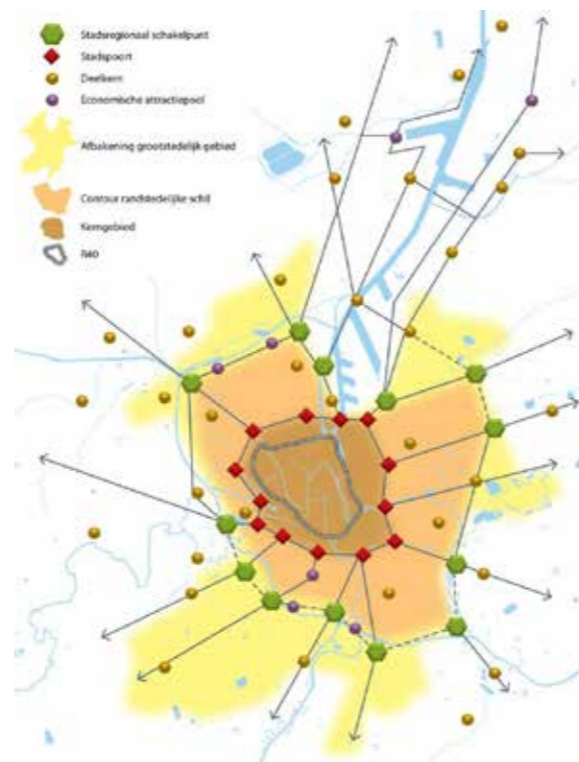 Stadsregionaal schakelpunt
Stadspoort
Deelkern
Economische attractiepool
Afbakening grootstedelijk gebied
Contour randstedelijke schil
Kerngebied
R40